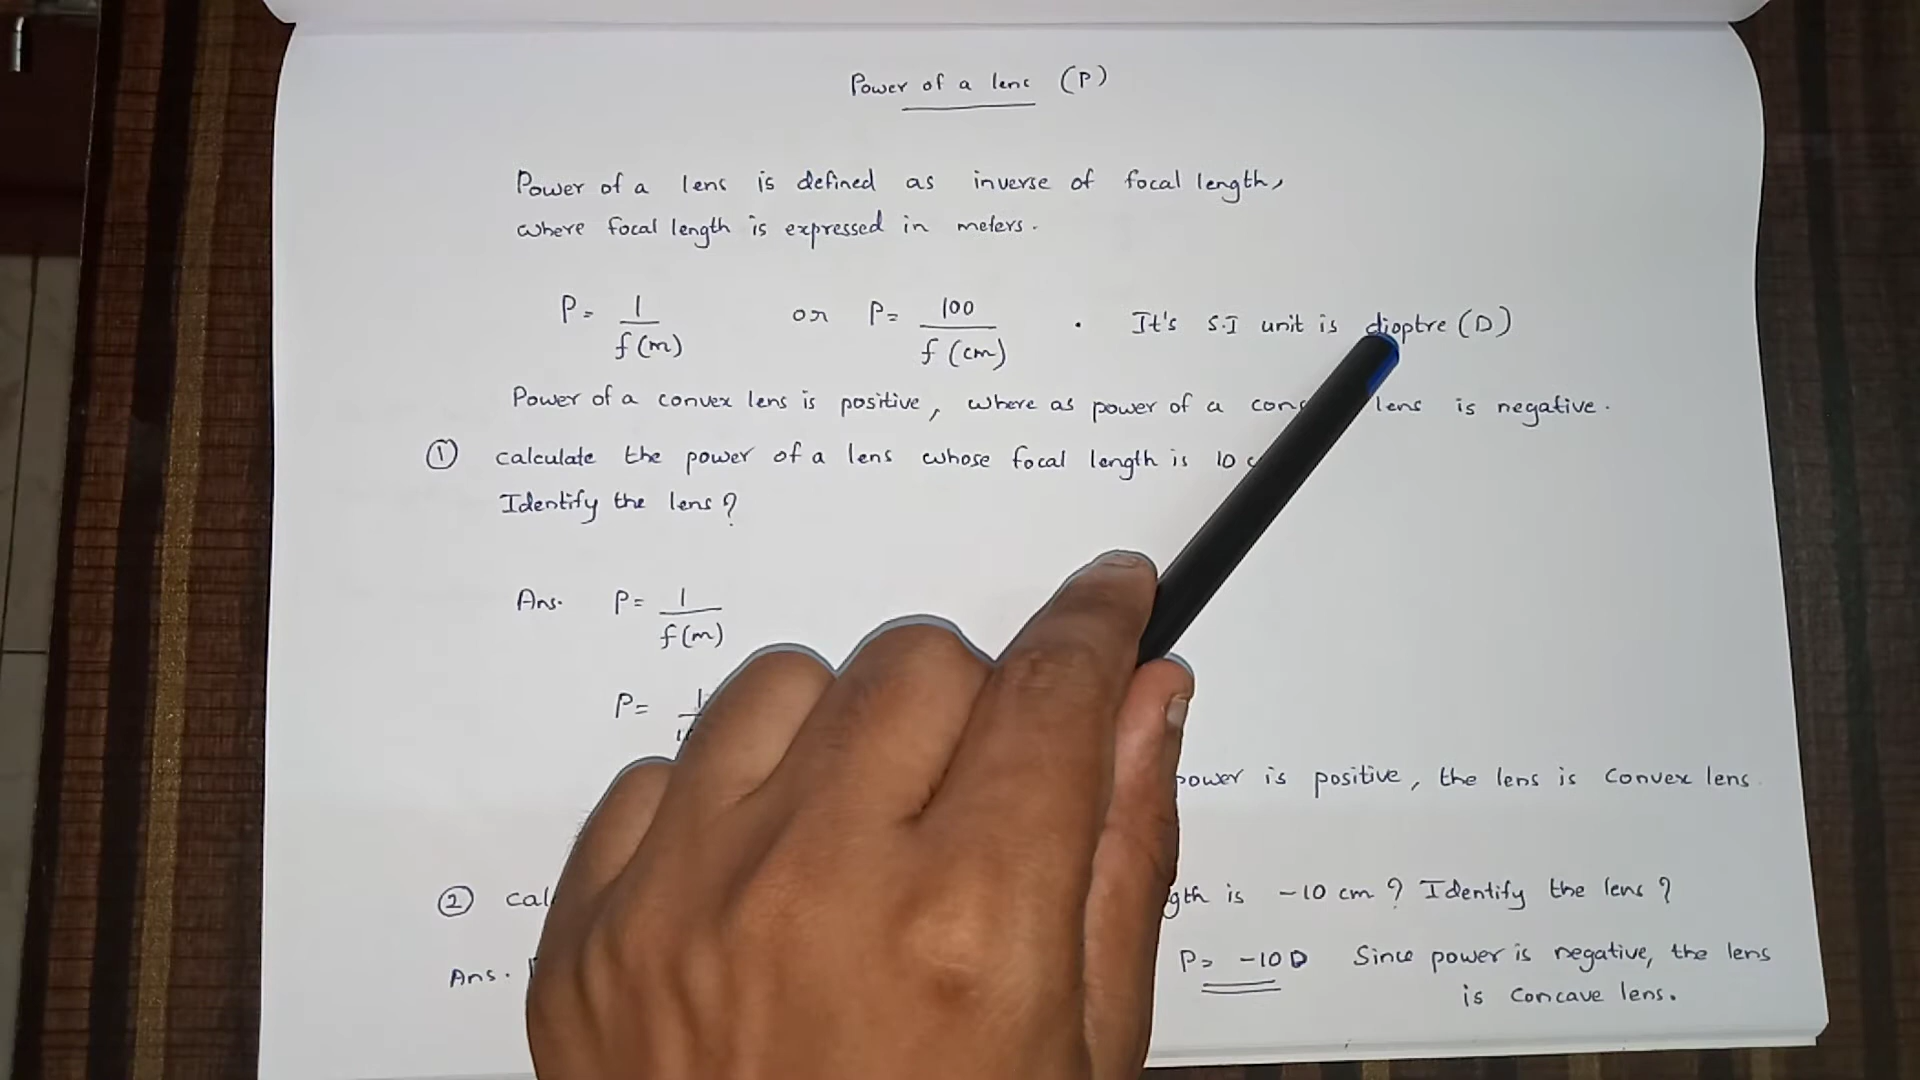 Power of a lens (P)
Power of a lens is defined as inverse of focal length,
where focal length is expressed in meters.
P = 1 / f(m) or P = 100 / f (cm) . It's S.I unit is dioptre (D)
Power of a convex lens is positive, where as power of a lens is negative.
① calculate the power of a lens whose focal length is 10
Identify the lens?
Ans. P = 1 / f(m)
P =
power is positive, the lens is convex lens.
② is -10 cm? Identify the lens?
Ans. P = -10 D Since power is negative, the lens
is concave lens.